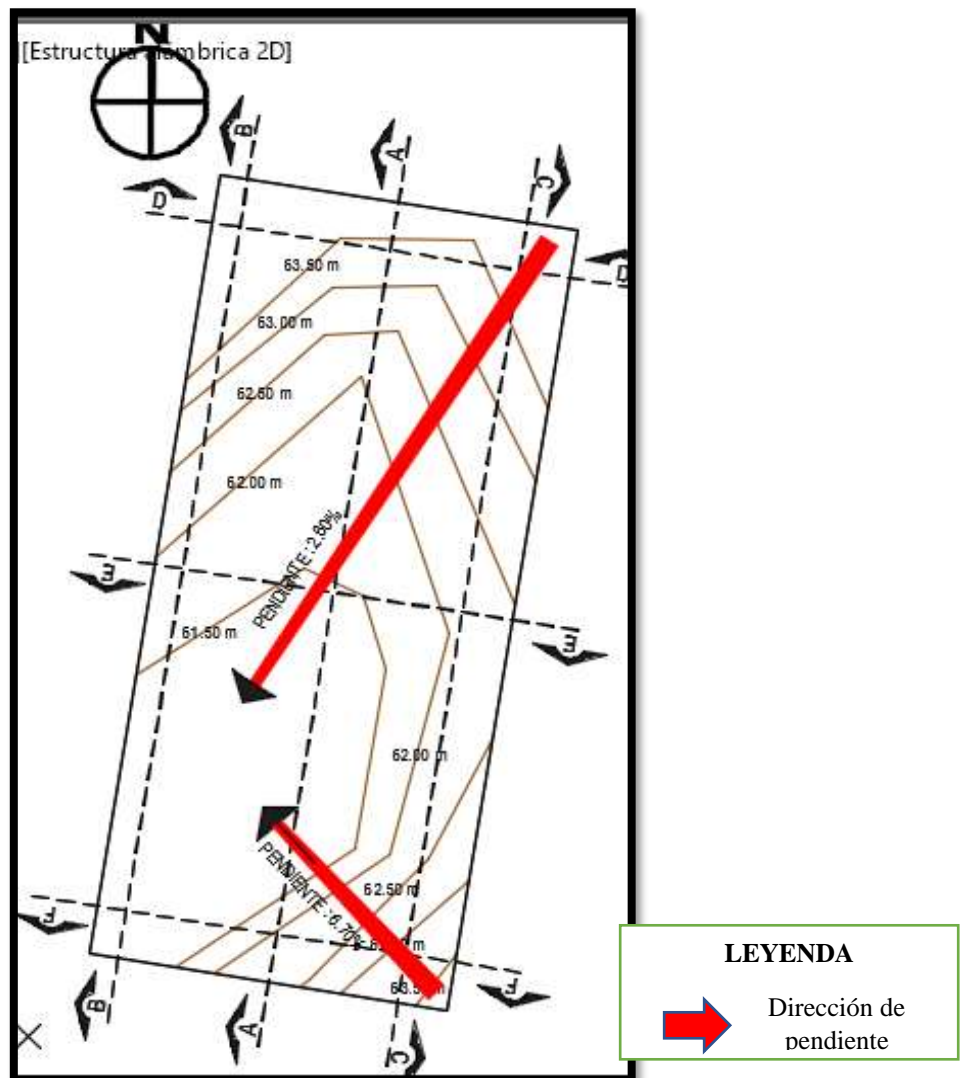 N
[Estructura alámbrica 2D]
B
A
C
D
D
63.50 m
63.00 m
62.50 m
62.00 m
PENDIENTE : 2.80%
E
E
61.50 m
62.00 m
PENDIENTE : 6.70%
62.50 m
F
F
B
A
C
LEYENDA
Dirección de
pendiente